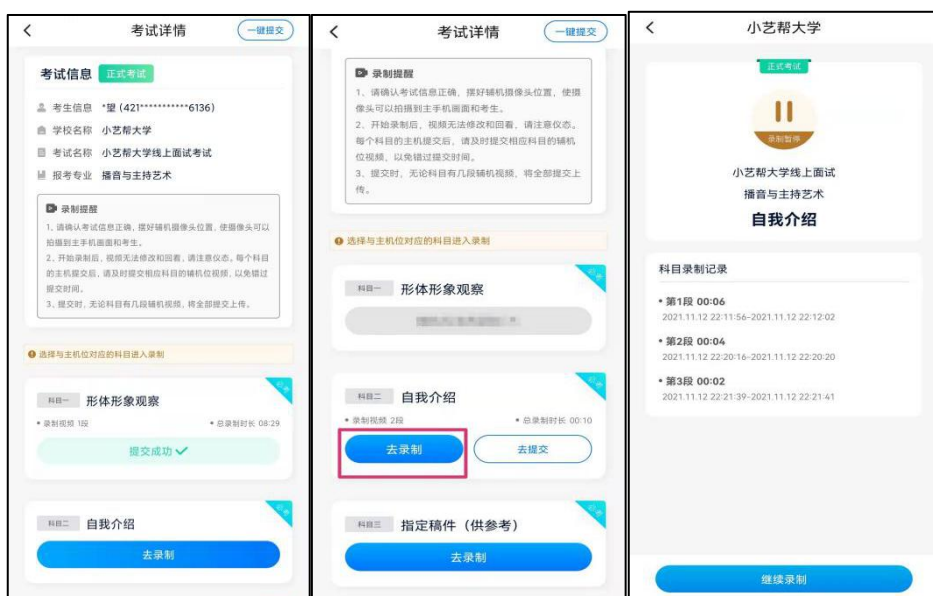 考试详情
一键提交
考试信息 正式考试
考生信息 *望 (421***********6136)
学校名称 小艺帮大学
考试名称 小艺帮大学线上面试考试
报考专业 播音与主持艺术
录制提醒
1、请确认考试信息正确，摆好辅机摄像头位置，使摄像头可以
拍摄到主手机画面和考生。
2、开始录制后，视频无法修改和回看，请注意仪态。每个科目
的主机提交后，请及时提交相应科目的辅机位视频，以免错过
提交时间。
3、提交时，无论科目有几段辅机视频，将全部提交上传。
选择与主机位对应的科目进入录制
必考
科目一 形体形象观察
• 录制视频 1段 • 总录制时长 08:29
提交成功
必考
科目二 自我介绍
去录制
考试详情
一键提交
录制提醒
1、请确认考试信息正确，摆好辅机摄像头位置，使摄
像头可以拍摄到主手机画面和考生。
2、开始录制后，视频无法修改和回看，请注意仪态。
每个科目的主机提交后，请及时提交相应科目的辅机
位视频，以免错过提交时间。
3、提交时，无论科目有几段辅机视频，将全部提交上
传。
选择与主机位对应的科目进入录制
必考
科目一 形体形象观察
必考
科目二 自我介绍
• 录制视频 2段 • 总录制时长 00:10
去录制
去提交
必考
科目三 指定稿件（供参考）
去录制
小艺帮大学
正式考试
录制暂停
小艺帮大学线上面试
播音与主持艺术
自我介绍
科目录制记录
• 第1段 00:06
2021.11.12 22:11:56-2021.11.12 22:12:02
• 第2段 00:04
2021.11.12 22:20:16-2021.11.12 22:20:20
• 第3段 00:02
2021.11.12 22:21:39-2021.11.12 22:21:41
继续录制